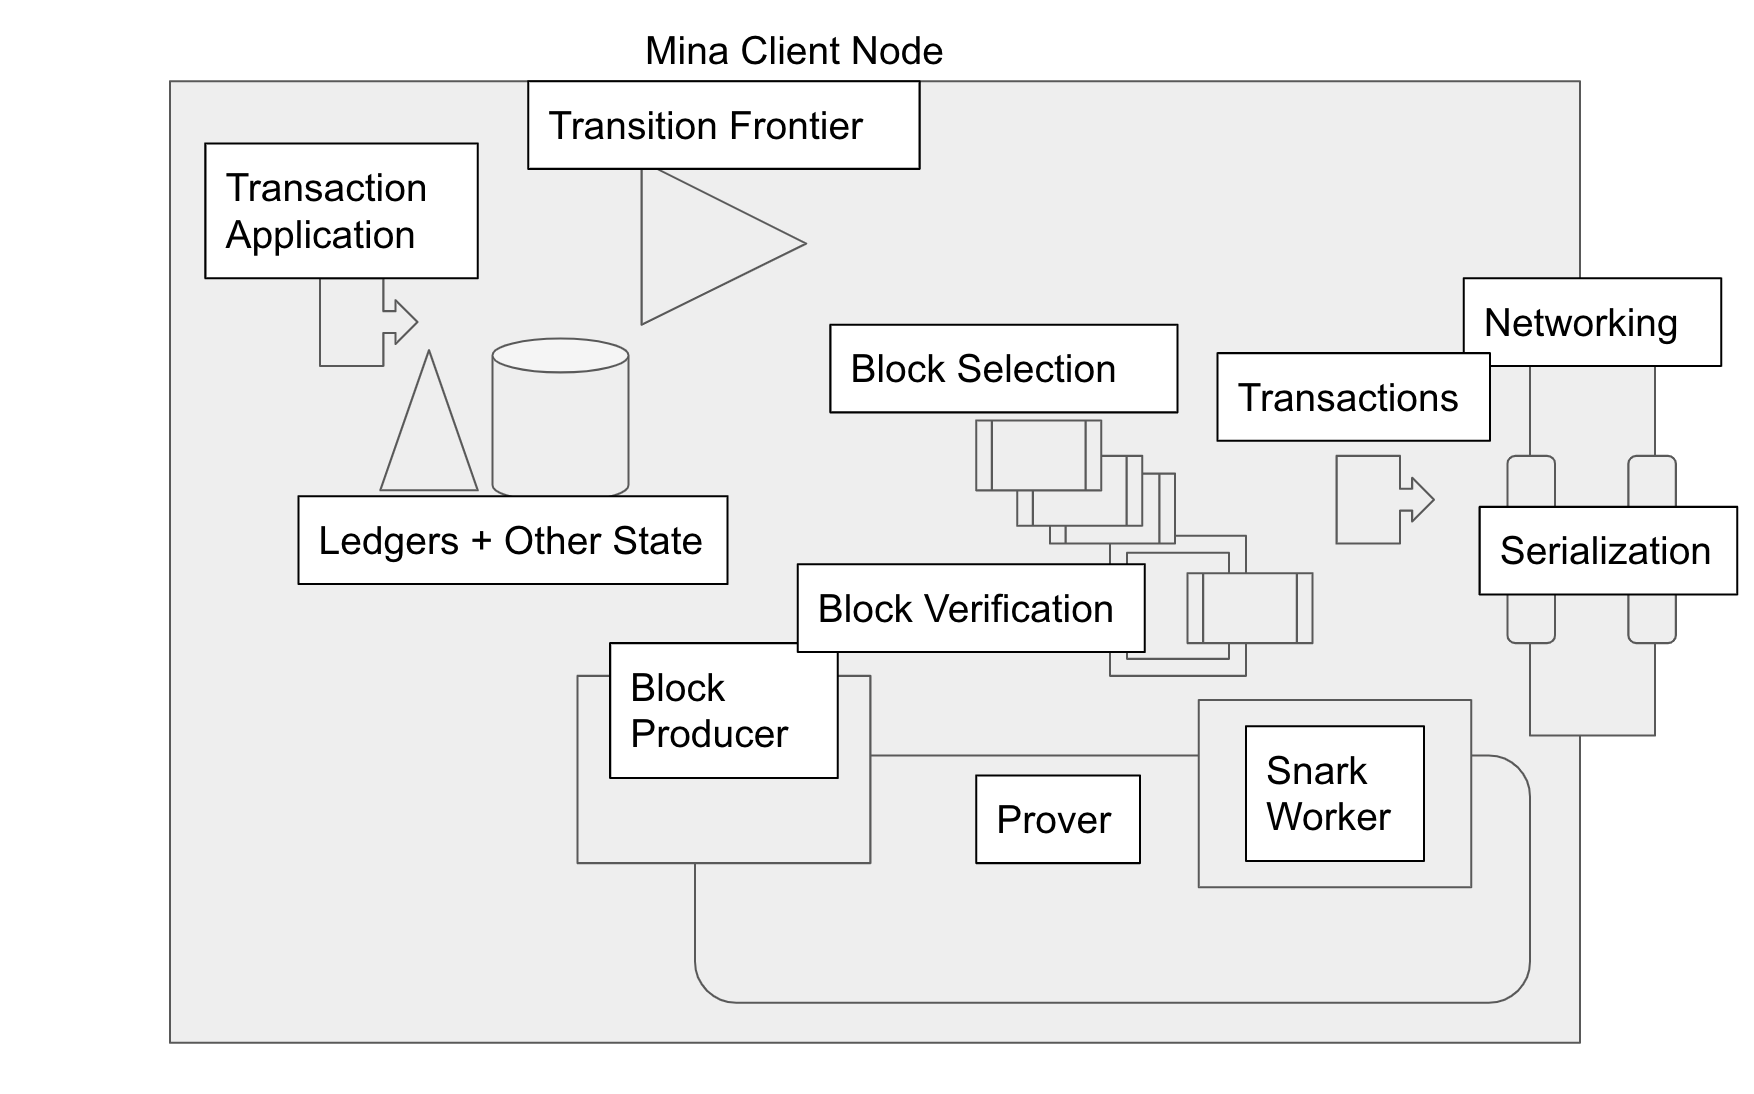 Mina Client Node
Transition Frontier
Transaction
Application
Networking
Block Selection
Transactions
Ledgers + Other State
Serialization
Block Verification
Block
Producer
Prover
Snark
Worker